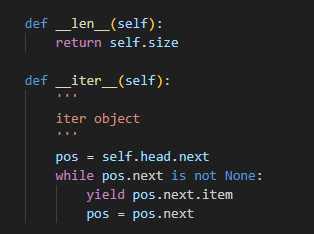 def __len__(self):
    return self.size
def __iter__(self):
    '''
    iter object
    '''
    pos = self.head.next
    while pos.next is not None:
        yield pos.next.item
        pos = pos.next